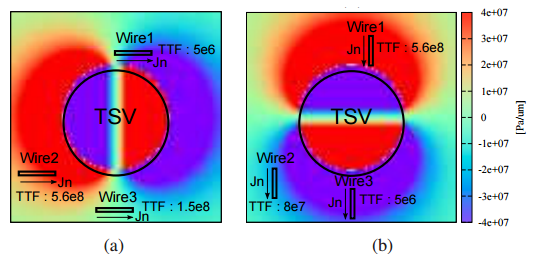 Wire1
TTF : 5e6
Jn
TSV
Wire2
Jn
TTF : 5.6e8
Wire3
TTF : 1.5e8
Jn
(a)
Wire1
Jn
TTF : 5.6e8
TSV
Wire2
Jn
TTF : 8e7
Wire3
Jn
TTF : 5e6
(b)
4e+07
3e+07
2e+07
1e+07
0
-1e+07
-2e+07
-3e+07
-4e+07
[Pa/um]